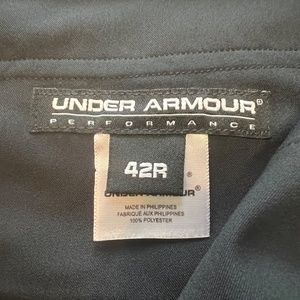 UNDER ARMOUR®
PERFORMANCE
42R
®
UNDER ARMOUR®
MADE IN PHILIPPINES
FABRIQUÉ AUX PHILIPPINES
100% POLYESTER